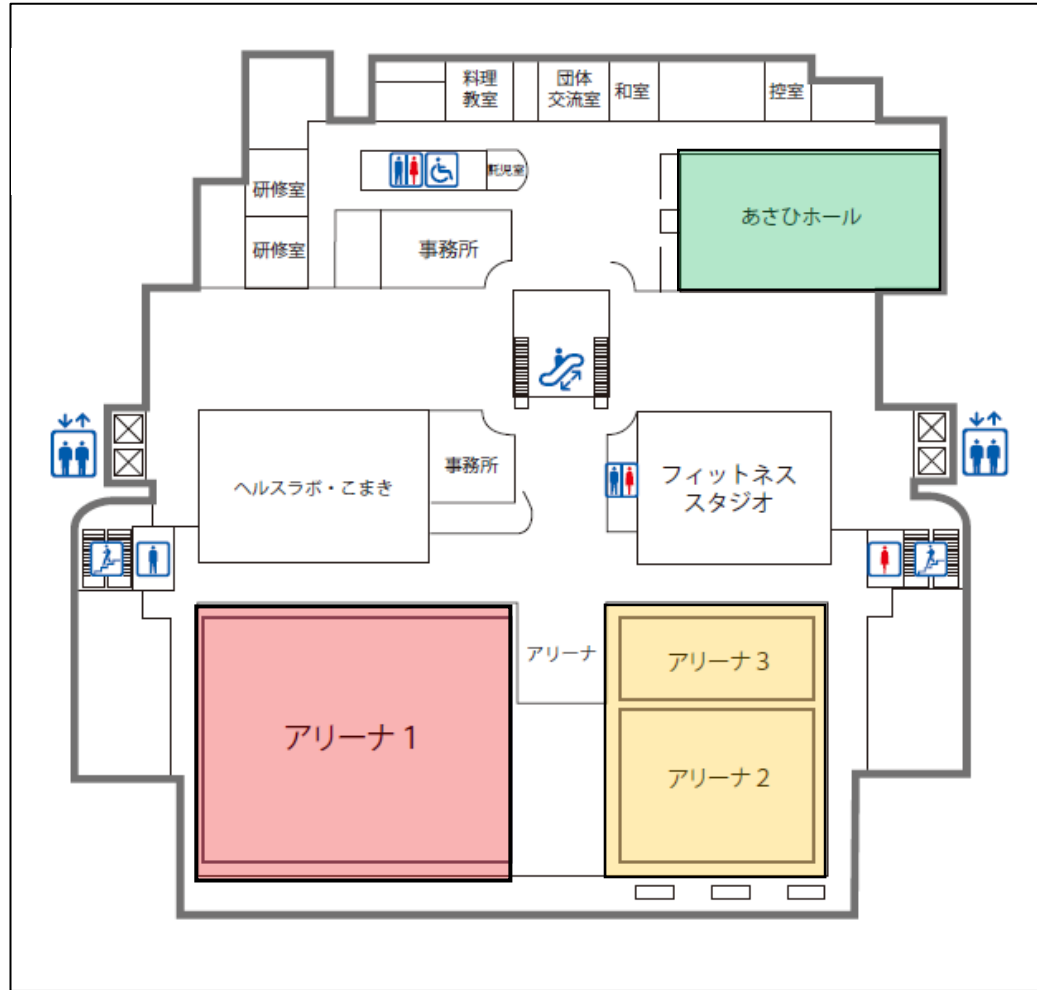 料理
教室
団体
交流室
和室
控室
託児室
研修室
あさひホール
研修室
事務所
事務所
ヘルスラボ・こまき
フィットネス
スタジオ
アリーナ
アリーナ 3
アリーナ 1
アリーナ 2